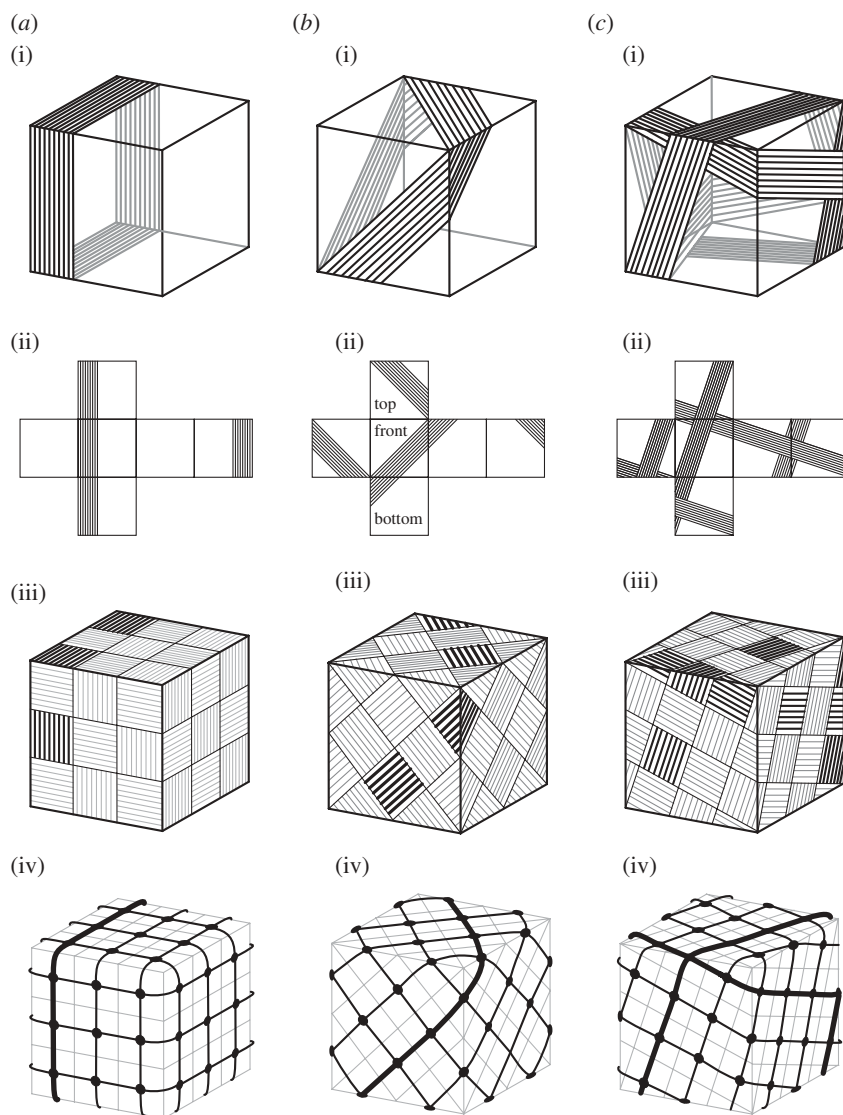 (a) (b) (c)
(i) (i) (i)
(ii) (ii) (ii)
top
front
bottom
(iii) (iii) (iii)
(iv) (iv) (iv)